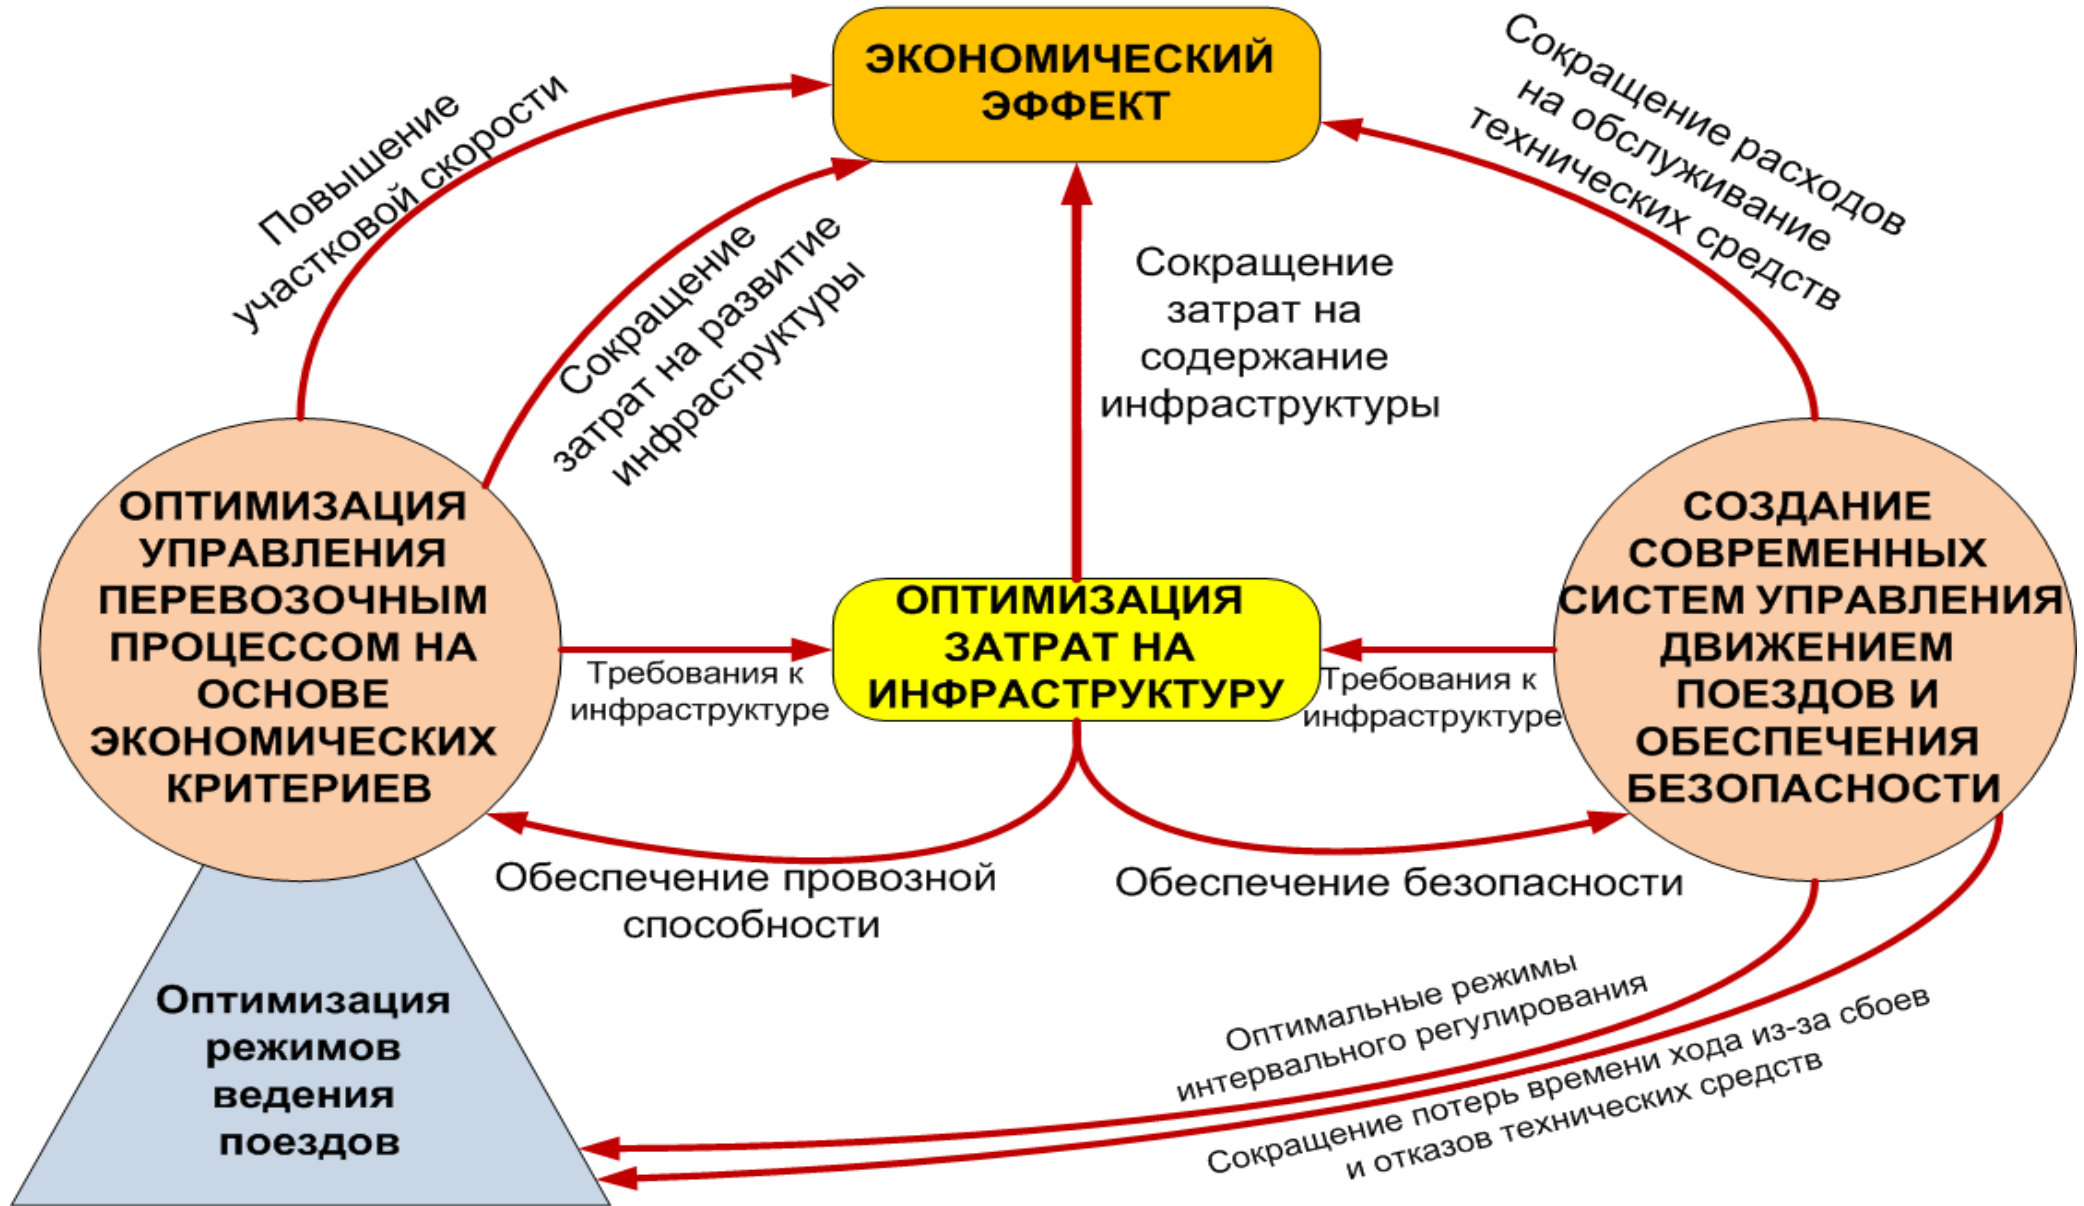 ЭКОНОМИЧЕСКИЙ
ЭФФЕКТ
Повышение
участковой скорости
Сокращение
затрат на развитие
инфраструктуры
Сокращение
затрат на
содержание
инфраструктуры
Сокращение расходов
на обслуживание
технических средств
ОПТИМИЗАЦИЯ
УПРАВЛЕНИЯ
ПЕРЕВОЗОЧНЫМ
ПРОЦЕССОМ НА
ОСНОВЕ
ЭКОНОМИЧЕСКИХ
КРИТЕРИЕВ
Требования к
инфраструктуре
ОПТИМИЗАЦИЯ
ЗАТРАТ НА
ИНФРАСТРУКТУРУ
Требования к
инфраструктуре
СОЗДАНИЕ
СОВРЕМЕННЫХ
СИСТЕМ УПРАВЛЕНИЯ
ДВИЖЕНИЕМ
ПОЕЗДОВ И
ОБЕСПЕЧЕНИЯ
БЕЗОПАСНОСТИ
Обеспечение провозной
способности
Обеспечение безопасности
Оптимизация
режимов
ведения
поездов
Оптимальные режимы
интервального регулирования
Сокращение потерь времени хода из-за сбоев
и отказов технических средств